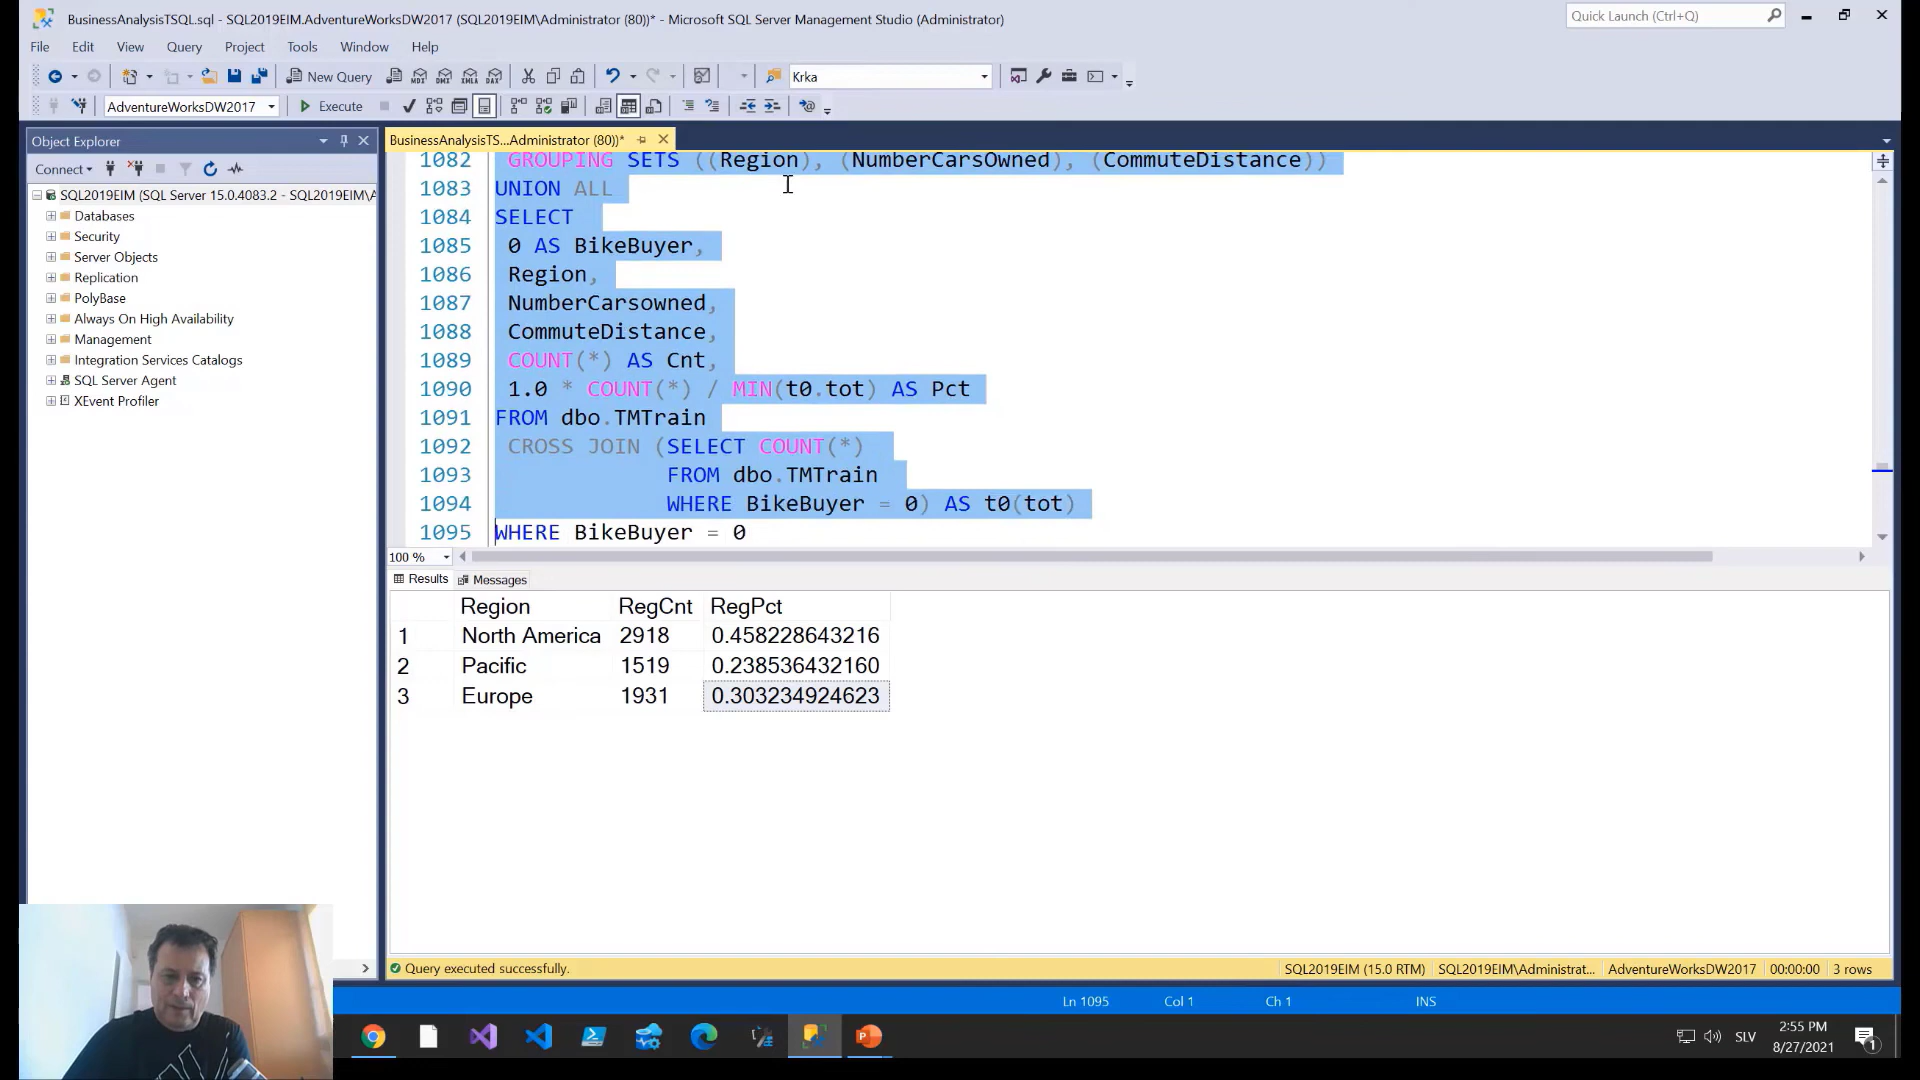 BusinessAnalysisTSQL.sql - SQL2019EIM.AdventureWorksDW2017 (SQL2019EIM\Administrator (80))* - Microsoft SQL Server Management Studio (Administrator)
Quick Launch (Ctrl+Q)
File Edit View Query Project Tools Window Help
New Query MDX DMX XMLA DAX Krka
AdventureWorksDW2017 Execute
Object Explorer
BusinessAnalysisTS...Administrator (80))*
Connect
SQL2019EIM (SQL Server 15.0.4083.2 - SQL2019EIM\A
Databases
Security
Server Objects
Replication
PolyBase
Always On High Availability
Management
Integration Services Catalogs
SQL Server Agent
XEvent Profiler
1082 GROUPING SETS ((Region), (NumberCarsOwned), (CommuteDistance))
1083 UNION ALL
1084 SELECT
1085 0 AS BikeBuyer,
1086 Region,
1087 NumberCarsowned,
1088 CommuteDistance,
1089 COUNT(*) AS Cnt,
1090 1.0 * COUNT(*) / MIN(t0.tot) AS Pct
1091 FROM dbo.TMTrain
1092 CROSS JOIN (SELECT COUNT(*)
1093 FROM dbo.TMTrain
1094 WHERE BikeBuyer = 0) AS t0(tot)
1095 WHERE BikeBuyer = 0
100 %
Results Messages
Region RegCnt RegPct
1 North America 2918 0.458228643216
2 Pacific 1519 0.238536432160
3 Europe 1931 0.303234924623
Query executed successfully.
SQL2019EIM (15.0 RTM) SQL2019EIM\Administrat... AdventureWorksDW2017 00:00:00 3 rows
Ln 1095 Col 1 Ch 1 INS
SLV
2:55 PM
8/27/2021
1